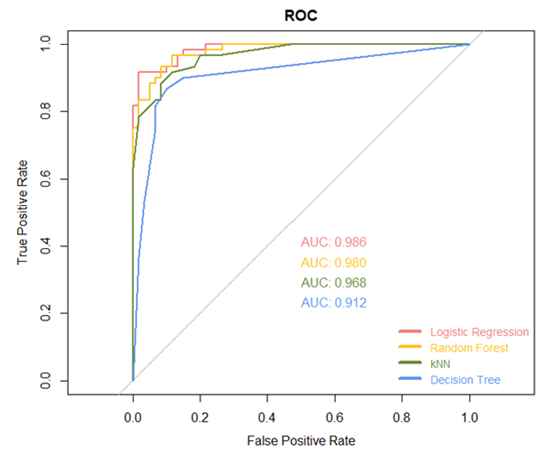 ROC
True Positive Rate
1.0
0.8
0.6
0.4
0.2
0.0
AUC: 0.986
AUC: 0.980
AUC: 0.968
AUC: 0.912
Logistic Regression
Random Forest
kNN
Decision Tree
0.0 0.2 0.4 0.6 0.8 1.0
False Positive Rate